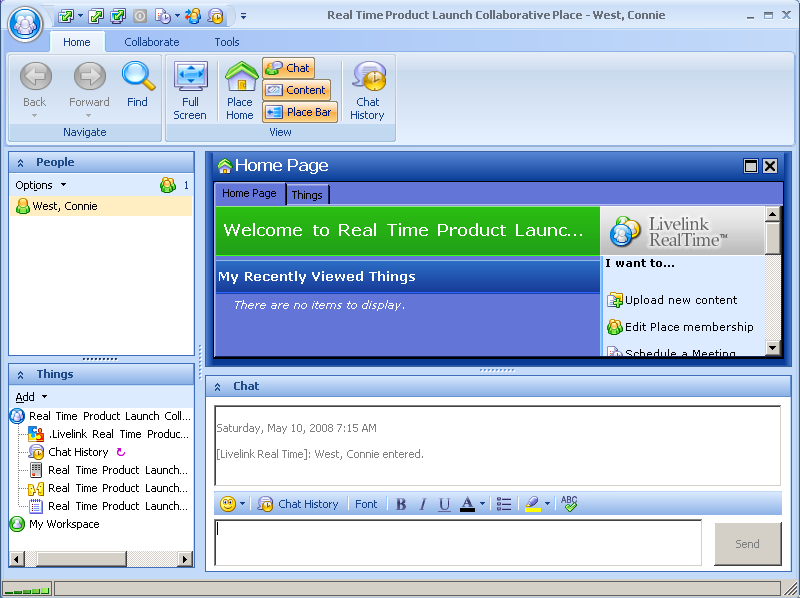 Real Time Product Launch Collaborative Place - West, Connie
Home
Collaborate
Tools
Back
Forward
Find
Navigate
Full Screen
Place Home
Chat
Content
Place Bar
Chat History
View
People
Options
1
West, Connie
Things
Add
Real Time Product Launch Coll...
.Livelink Real Time Produc...
Chat History
Real Time Product Launch...
Real Time Product Launch...
Real Time Product Launch...
My Workspace
Home Page
Home Page
Things
Welcome to Real Time Product Launc...
My Recently Viewed Things
There are no items to display.
Livelink
RealTime™
I want to...
Upload new content
Edit Place membership
Schedule a Meeting
Chat
Saturday, May 10, 2008 7:15 AM
[Livelink Real Time]: West, Connie entered.
Chat History
Font
B
I
U
A
ABC
Send